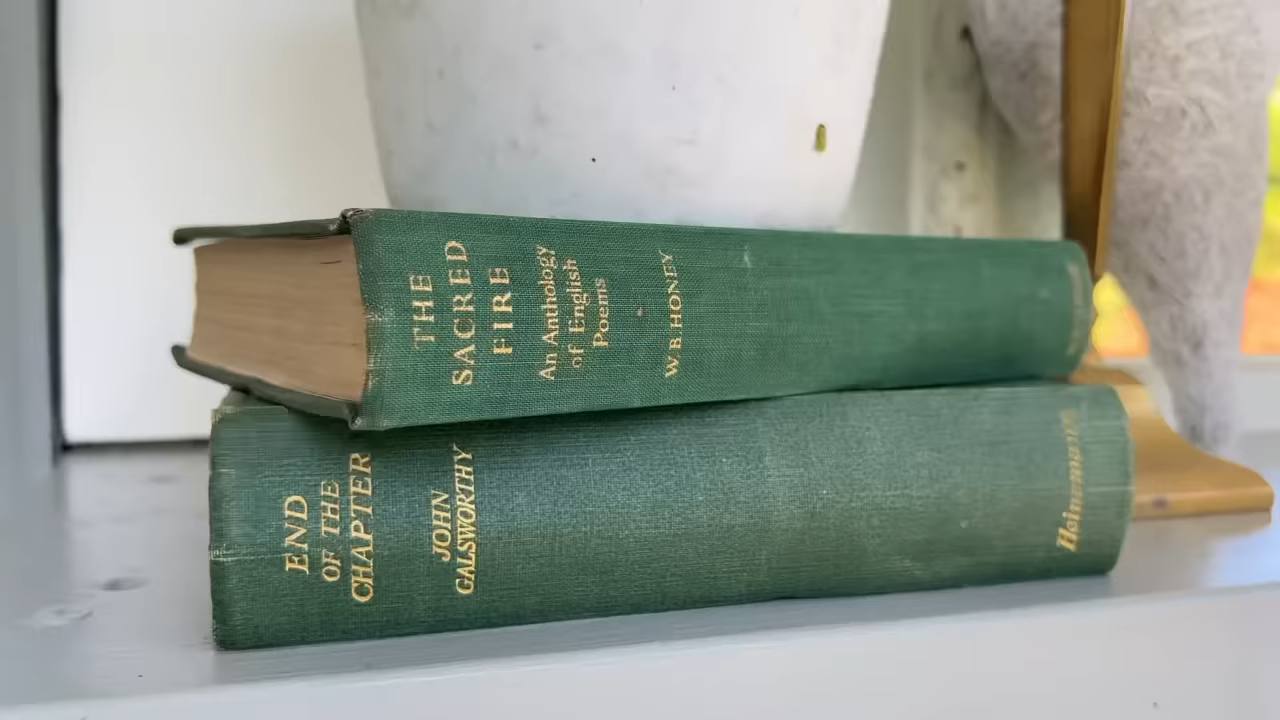 THE
SACRED
FIRE
An Anthology
of English
Poems
W.B.HONEY
END
OF THE
CHAPTER
JOHN
GALSWORTHY
Heinemann